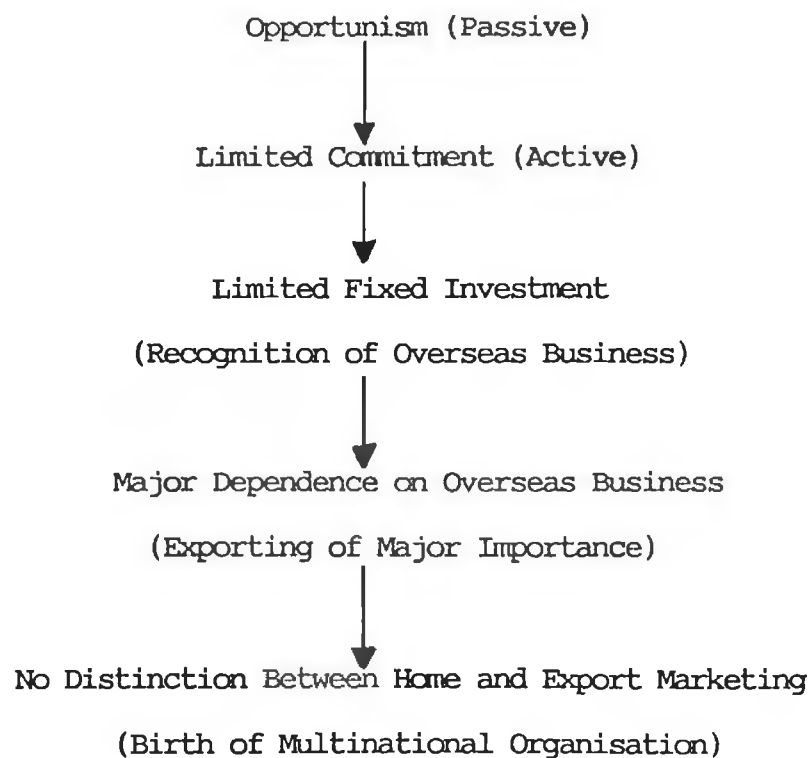 Opportunism (Passive)
Limited Commitment (Active)
Limited Fixed Investment
(Recognition of Overseas Business)
Major Dependence on Overseas Business
(Exporting of Major Importance)
No Distinction Between Home and Export Marketing
(Birth of Multinational Organisation)